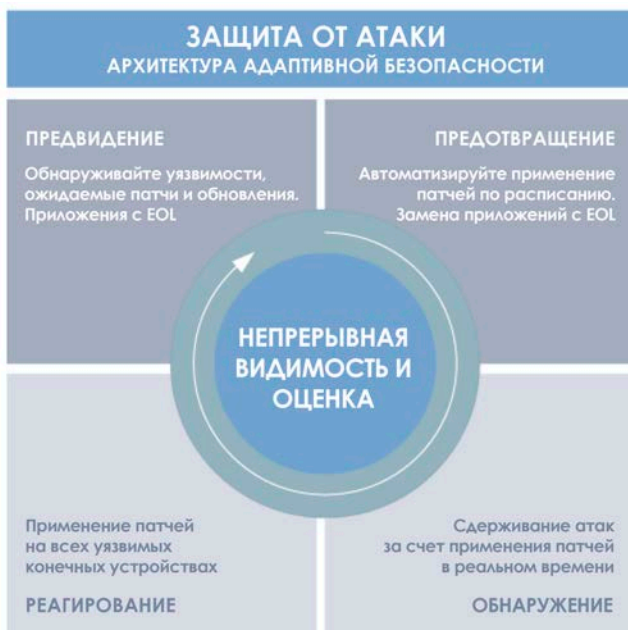 ЗАЩИТА ОТ АТАКИ
АРХИТЕКТУРА АДАПТИВНОЙ БЕЗОПАСНОСТИ
ПРЕДВИДЕНИЕ
Обнаруживайте уязвимости,
ожидаемые патчи и обновления.
Приложения с EOL
ПРЕДОТВРАЩЕНИЕ
Автоматизируйте применение
патчей по расписанию.
Замена приложений с EOL
НЕПРЕРЫВНАЯ
ВИДИМОСТЬ И
ОЦЕНКА
Применение патчей
на всех уязвимых
конечных устройствах
РЕАГИРОВАНИЕ
Сдерживание атак
за счет применения патчей
в реальном времени
ОБНАРУЖЕНИЕ